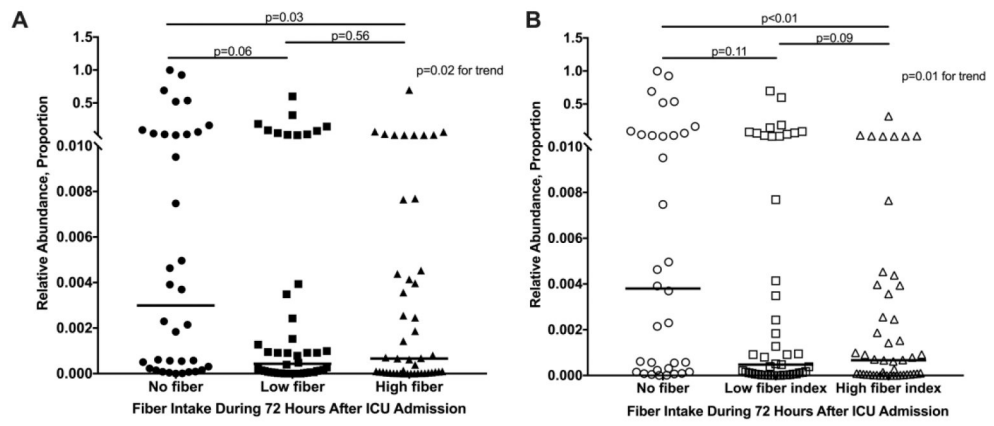 A
p=0.03
p=0.06
p=0.56
p=0.02 for trend
Relative Abundance, Proportion
1.5
1.0
0.5
0.010
0.008
0.006
0.004
0.002
0.000
No fiber
Low fiber
High fiber
Fiber Intake During 72 Hours After ICU Admission
B
p<0.01
p=0.11
p=0.09
p=0.01 for trend
Relative Abundance, Proportion
1.5
1.0
0.5
0.010
0.008
0.006
0.004
0.002
0.000
No fiber
Low fiber index
High fiber index
Fiber Intake During 72 Hours After ICU Admission